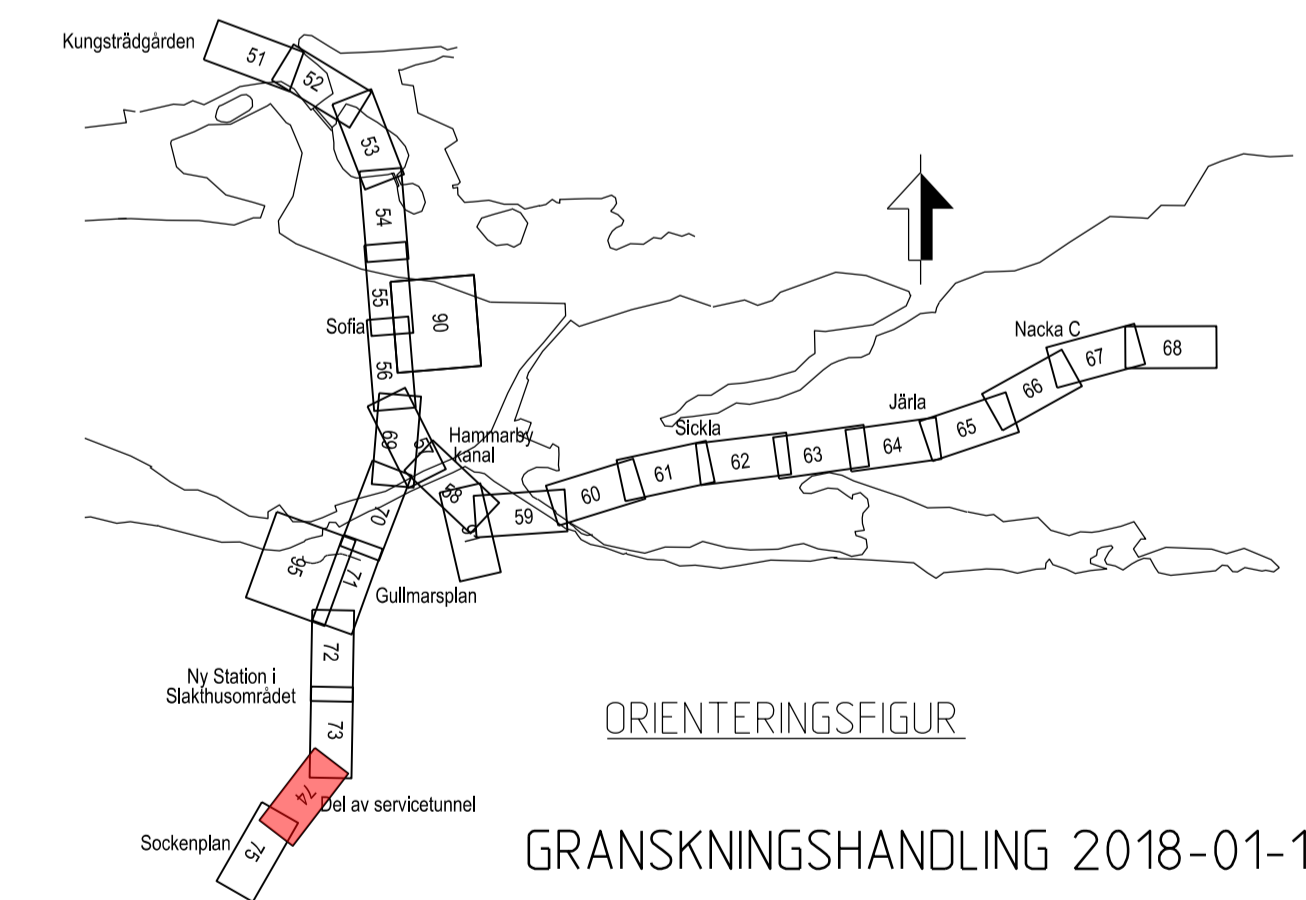 Kungsträdgården
51
52
53
54
55
Sofia
90
56
69
57
Hammarby
kanal
58
59
60
61
Sickla
62
63
64
Järla
65
66
67
Nacka C
68
70
71
95
Gullmarsplan
72
Ny Station i
Slakthusområdet
73
74
Del av servicetunnel
Sockenplan
75
ORIENTERINGSFIGUR
GRANSKNINGSHANDLING 2018-01-1